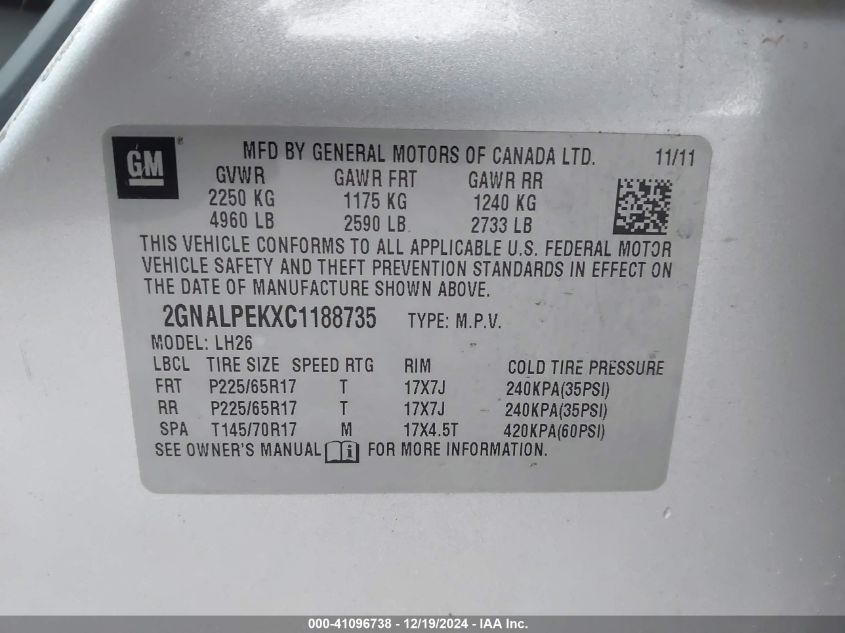 GM ® MFD BY GENERAL MOTORS OF CANADA LTD. 11/11
GVWR GAWR FRT GAWR RR
2250 KG 1175 KG 1240 KG
4960 LB 2590 LB 2733 LB
THIS VEHICLE CONFORMS TO ALL APPLICABLE U.S. FEDERAL MOTOR
VEHICLE SAFETY AND THEFT PREVENTION STANDARDS IN EFFECT ON
THE DATE OF MANUFACTURE SHOWN ABOVE.
2GNALPEKXC1188735 TYPE: M.P.V.
MODEL: LH26
LBCL TIRE SIZE SPEED RTG RIM COLD TIRE PRESSURE
FRT P225/65R17 T 17X7J 240KPA(35PSI)
RR P225/65R17 T 17X7J 240KPA(35PSI)
SPA T145/70R17 M 17X4.5T 420KPA(60PSI)
SEE OWNER'S MANUAL i FOR MORE INFORMATION.
000-41096738 - 12/19/2024 - IAA Inc.